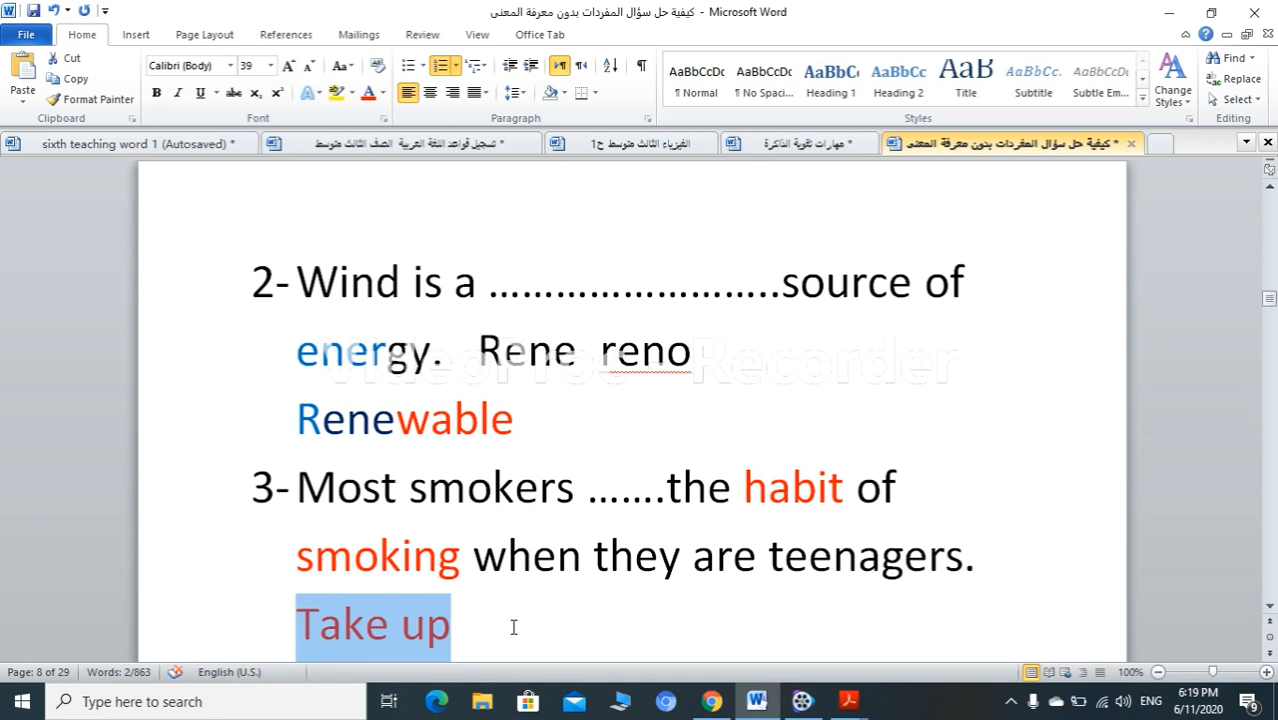 كيفية حل سؤال المفردات بدون معرفة المعنى - Microsoft Word
File Home Insert Page Layout References Mailings Review View Office Tab
Paste
Cut
Copy
Format Painter
Calibri (Body) 39
AaBbCcDc AaBbCcDc AaBbC AaBbCc AaB AaBbCc. AaBbCcDc
¶ Normal ¶ No Spaci... Heading 1 Heading 2 Title Subtitle Subtle Em...
Change
Styles
Find
Replace
Select
Clipboard Font Paragraph Styles Editing
sixth teaching word 1 (Autosaved) *
تسجيل قواعد اللغة العربية الصف الثالث متوسط *
الفيزياء الثالث متوسط ح1
مهارات تقوية الذاكرة *
كيفية حل سؤال المفردات بدون معرفة المعنى *
2- Wind is a ……………………..source of
energy. Rene reno
VideoProc - Recorder
Renewable
3- Most smokers …….the habit of
smoking when they are teenagers.
Take up
Page: 8 of 29 Words: 2/863 English (U.S.) 100%
Type here to search
ENG
6:19 PM
6/11/2020
9